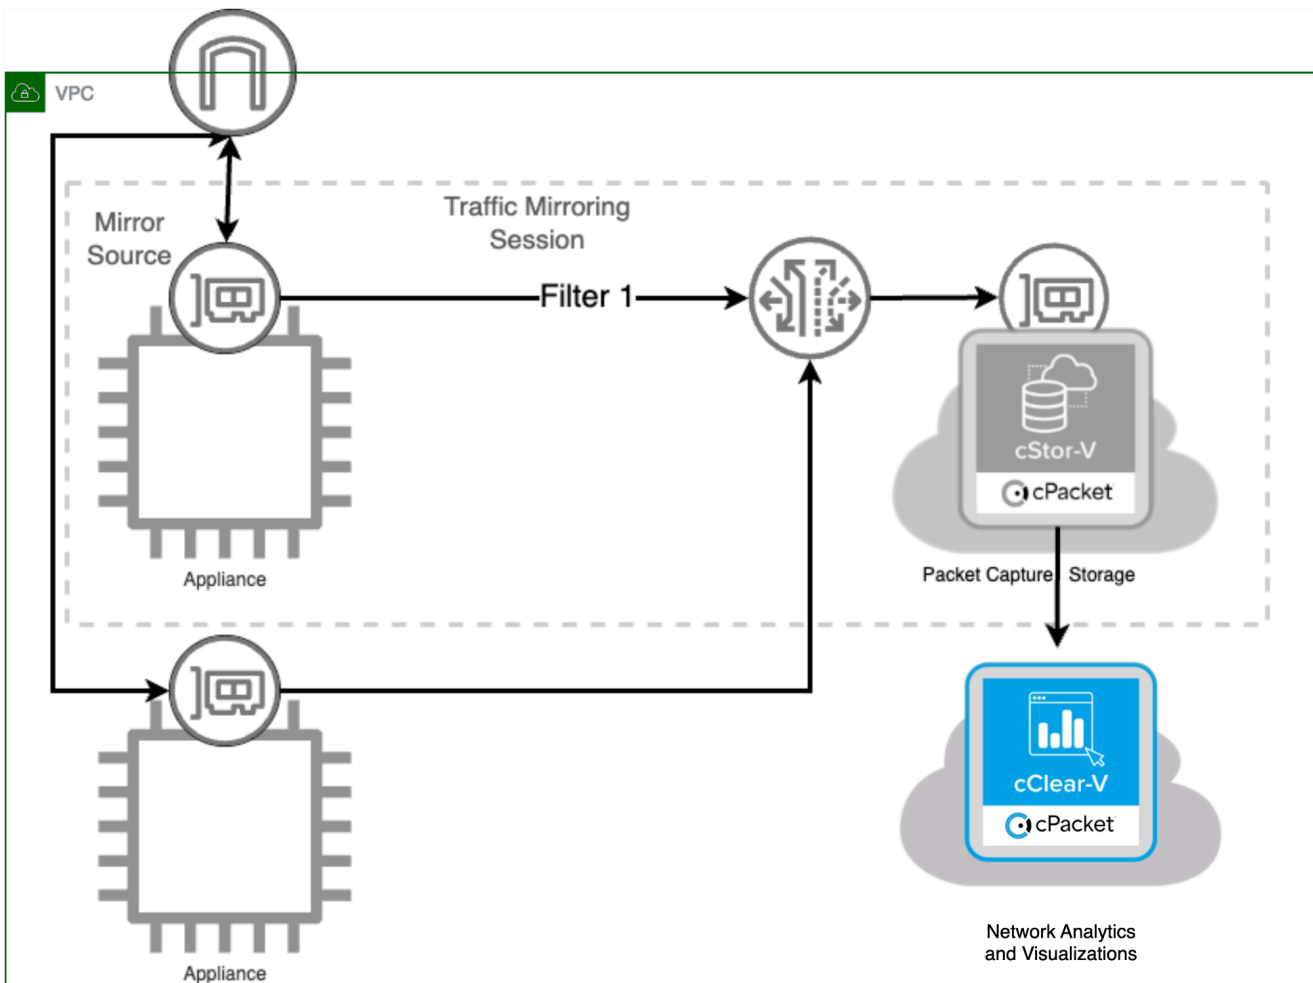 VPC
Mirror
Source
Traffic Mirroring
Session
Filter 1
cStor-V
cPacket
Appliance
Packet Capture Storage
cClear-V
cPacket
Network Analytics
and Visualizations
Appliance